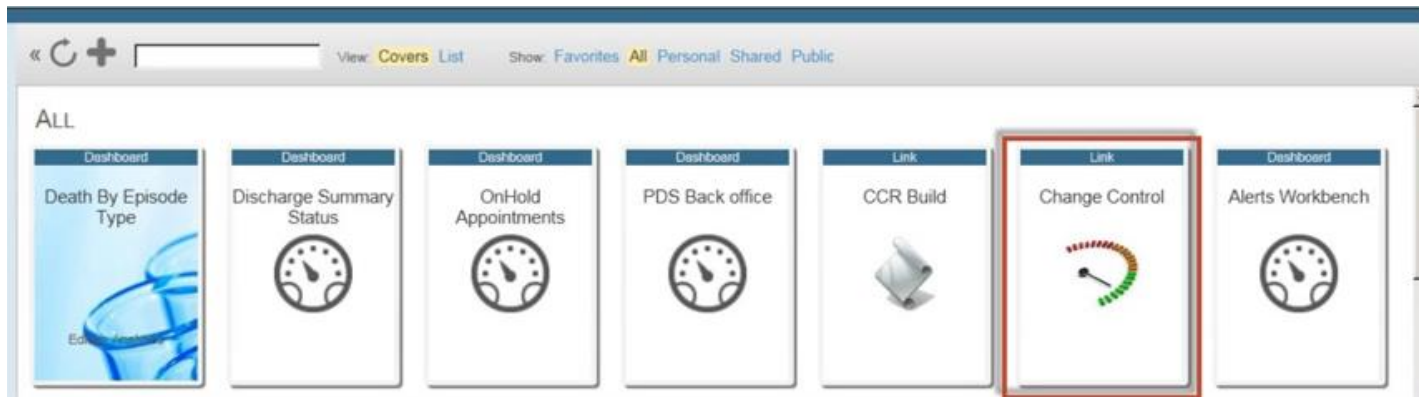 « View: Covers List Show: Favorites All Personal Shared Public
ALL
Dashboard
Death By Episode
Type
Dashboard
Discharge Summary
Status
Dashboard
OnHold
Appointments
Dashboard
PDS Back office
Link
CCR Build
Link
Change Control
Dashboard
Alerts Workbench